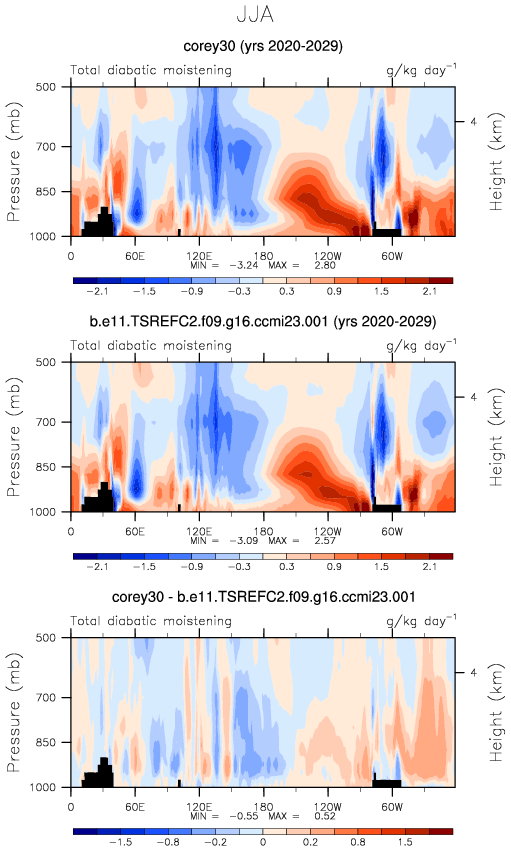 JJA
corey30 (yrs 2020-2029)
Total diabatic moistening g/kg day⁻¹
500
700
850
1000
Pressure (mb)
4
Height (km)
0 60E 120E 180 120W 60W
MIN = -3.24 MAX = 2.80
-2.1 -1.5 -0.9 -0.3 0.3 0.9 1.5 2.1
b.e11.TSREFC2.f09.g16.ccmi23.001 (yrs 2020-2029)
Total diabatic moistening g/kg day⁻¹
500
700
850
1000
Pressure (mb)
4
Height (km)
0 60E 120E 180 120W 60W
MIN = -3.09 MAX = 2.57
-2.1 -1.5 -0.9 -0.3 0.3 0.9 1.5 2.1
corey30 - b.e11.TSREFC2.f09.g16.ccmi23.001
Total diabatic moistening g/kg day⁻¹
500
700
850
1000
Pressure (mb)
4
Height (km)
0 60E 120E 180 120W 60W
MIN = -0.55 MAX = 0.52
-1.5 -0.8 -0.2 0 0.2 0.8 1.5